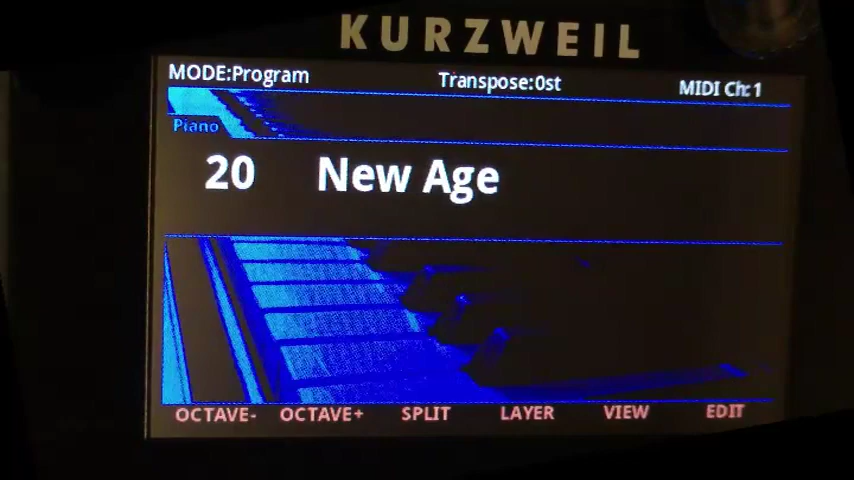 KURZWEIL
MODE:Program Transpose:0st MIDI Ch:1
Piano
20 New Age
OCTAVE- OCTAVE+ SPLIT LAYER VIEW EDIT